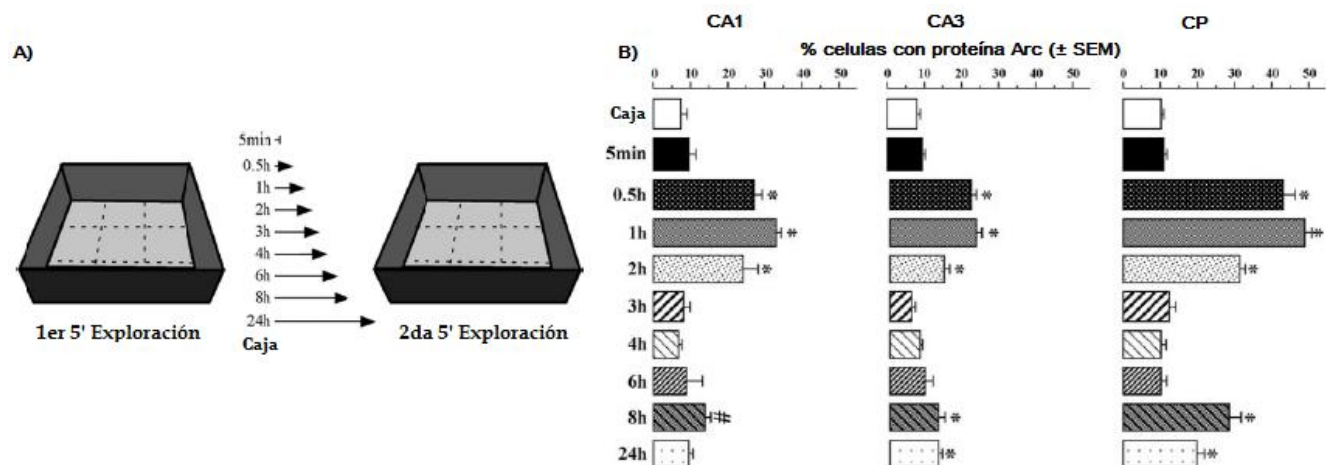 A)
5min
0.5h
1h
2h
3h
4h
6h
8h
24h
Caja
1er 5' Exploración
2da 5' Exploración
B)
CA1 CA3 CP
% celulas con proteína Arc (± SEM)
0 10 20 30 40 50
0 10 20 30 40 50
0 10 20 30 40 50
Caja
5min
0.5h * * *
1h * * *
2h * * *
3h
4h
6h
8h # * *
24h * *